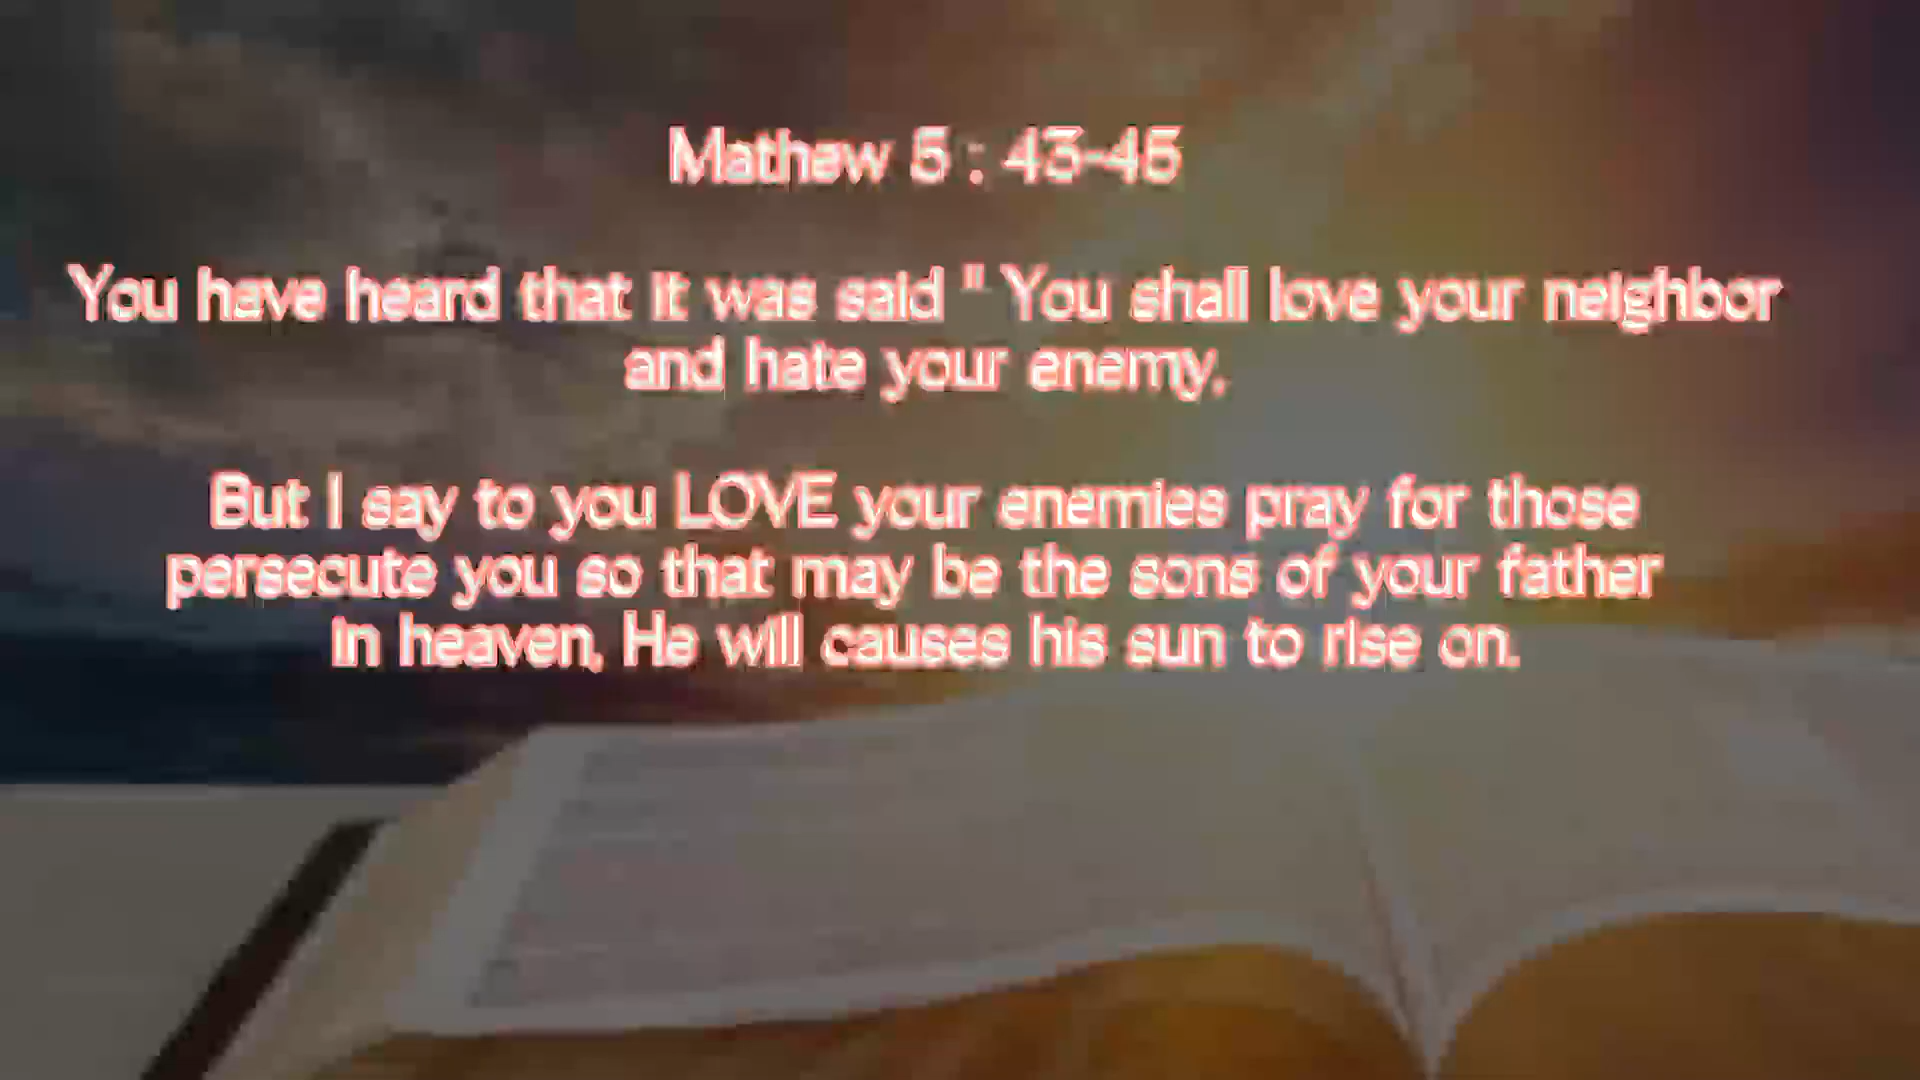 Mathew 5 : 43-45
You have heard that it was said " You shall love your neighbor
and hate your enemy.
But I say to you LOVE your enemies pray for those
persecute you so that may be the sons of your father
in heaven, He will causes his sun to rise on.